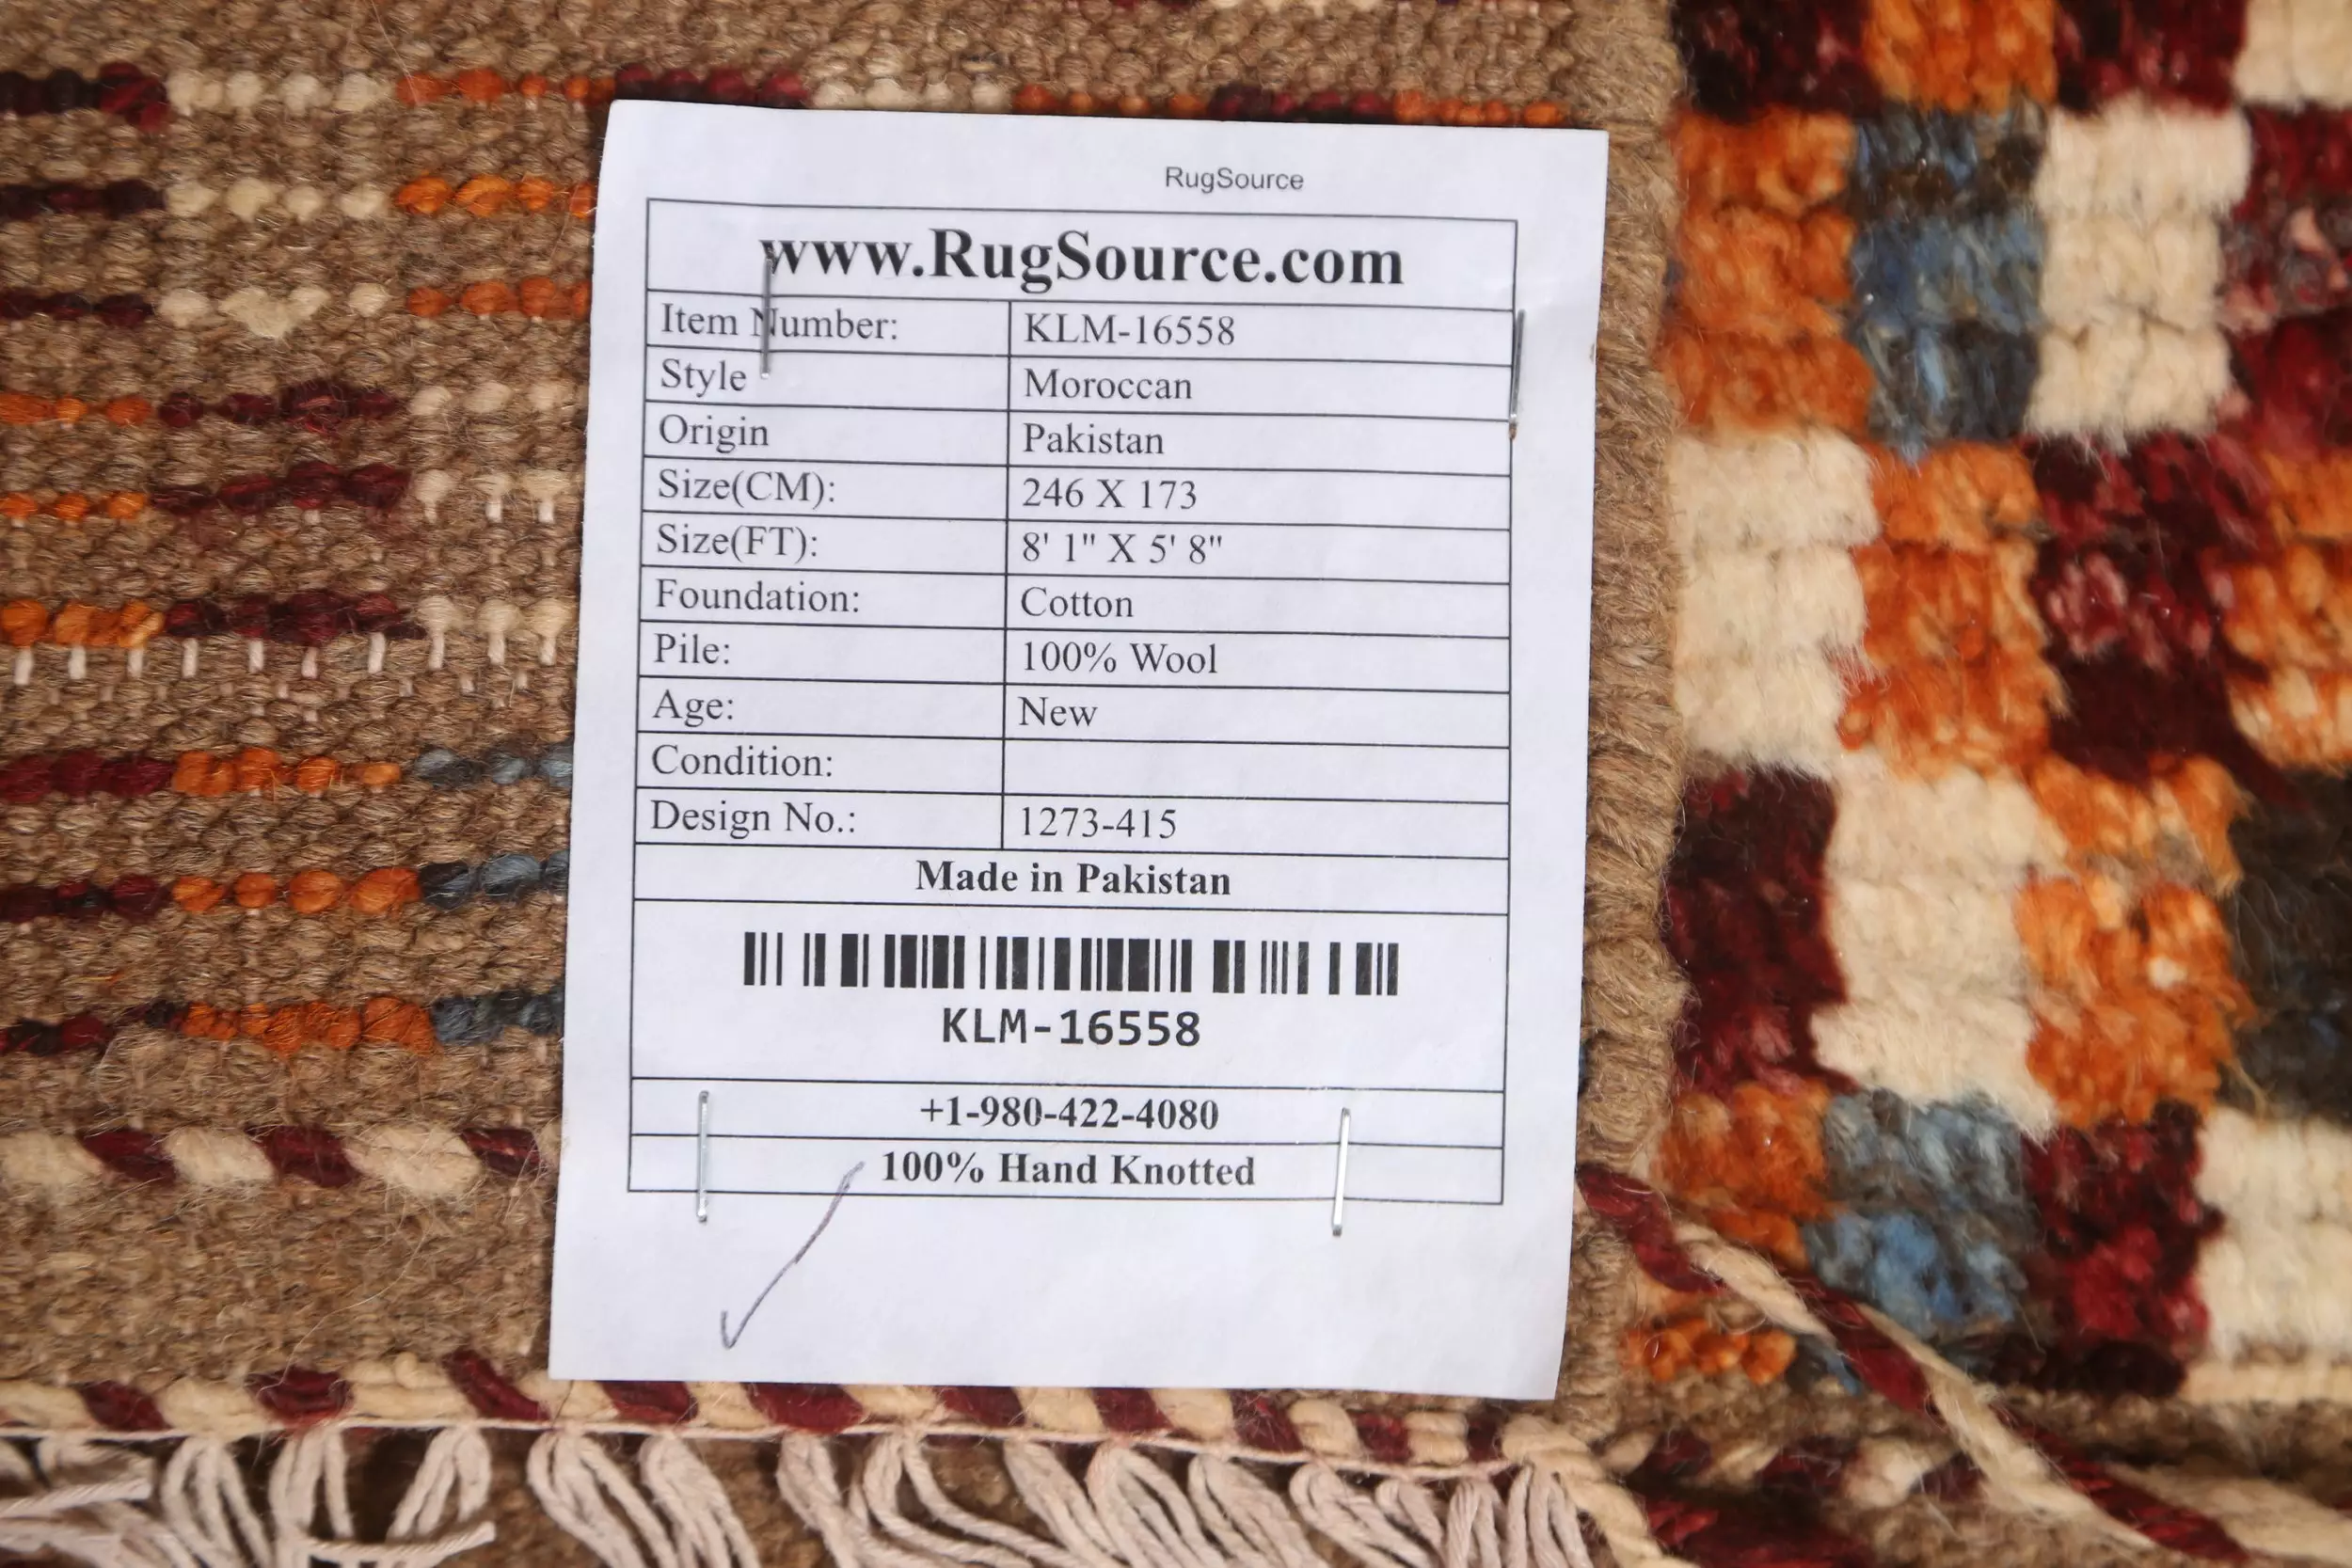 RugSource
www.RugSource.com
Item Number: KLM-16558
Style Moroccan
Origin Pakistan
Size(CM): 246 X 173
Size(FT): 8' 1" X 5' 8"
Foundation: Cotton
Pile: 100% Wool
Age: New
Condition:
Design No.: 1273-415
Made in Pakistan
KLM-16558
+1-980-422-4080
100% Hand Knotted